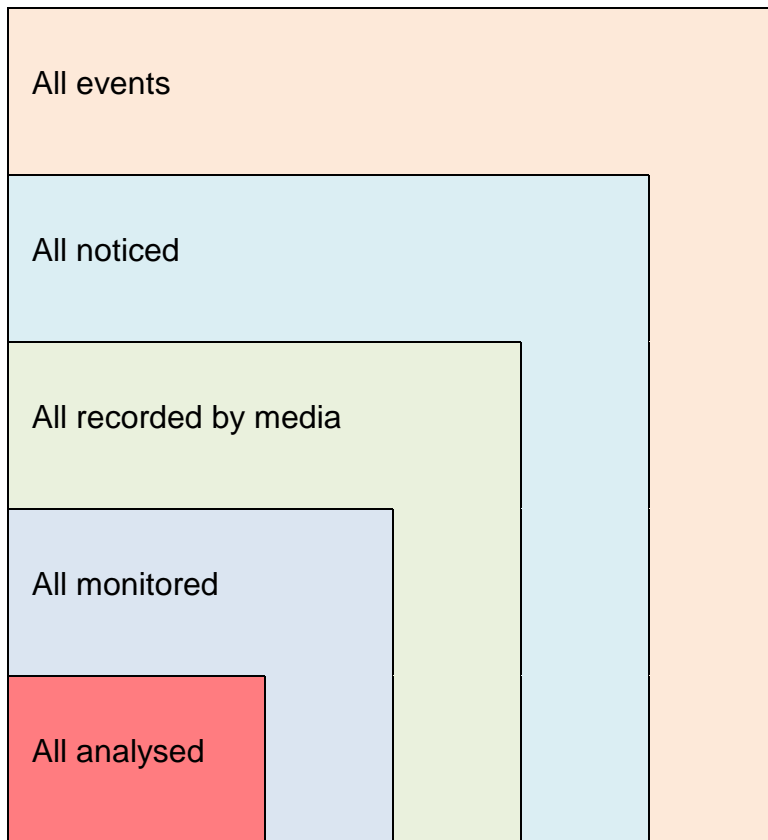 All events
All noticed
All recorded by media
All monitored
All analysed